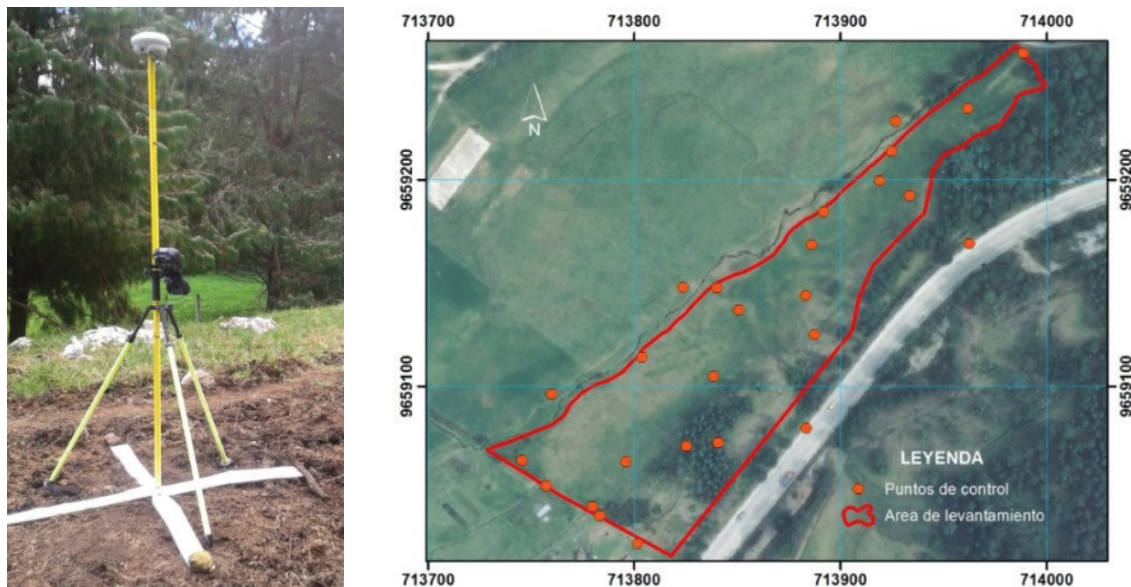 713700 713800 713900 714000
N
9659200 9659200
9659100 9659100
LEYENDA
Puntos de control
Area de levantamiento
713700 713800 713900 714000